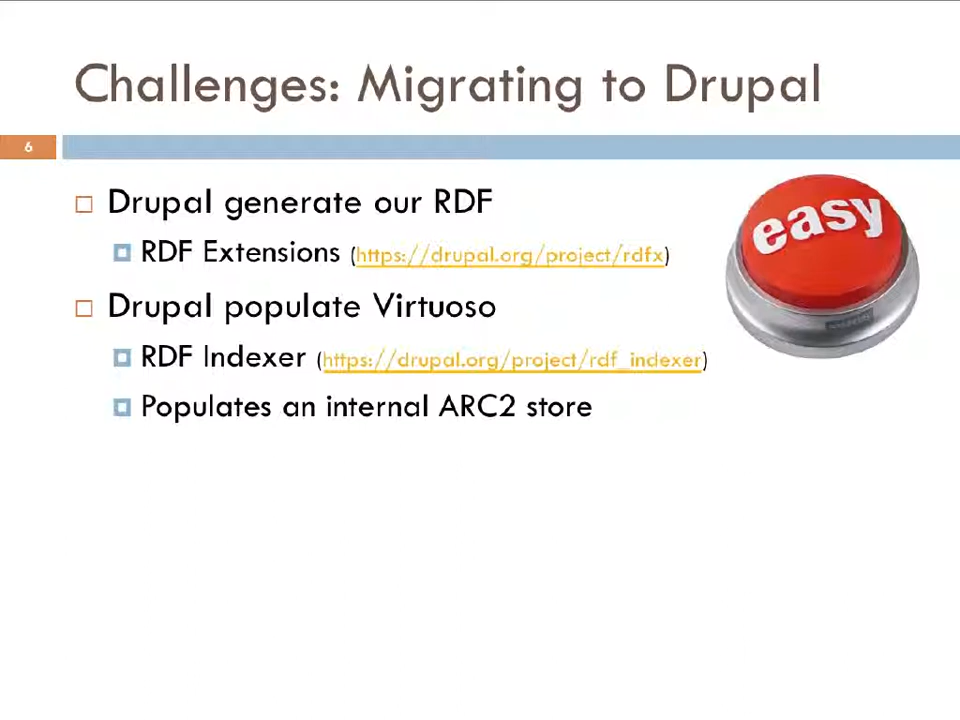 Challenges: Migrating to Drupal
6
Drupal generate our RDF
RDF Extensions (https://drupal.org/project/rdfx)
easy
Drupal populate Virtuoso
RDF Indexer (https://drupal.org/project/rdf_indexer)
Populates an internal ARC2 store